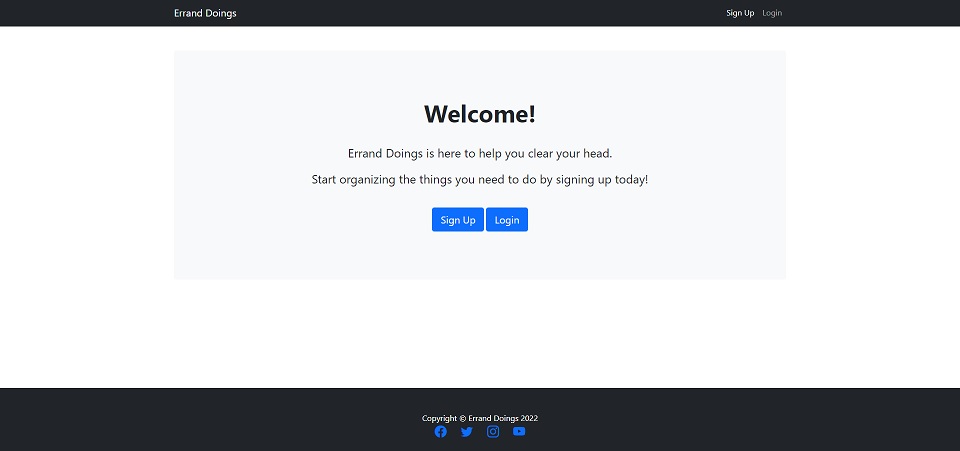 Errand Doings
Sign Up Login
Welcome!
Errand Doings is here to help you clear your head.
Start organizing the things you need to do by signing up today!
Sign Up Login
Copyright © Errand Doings 2022